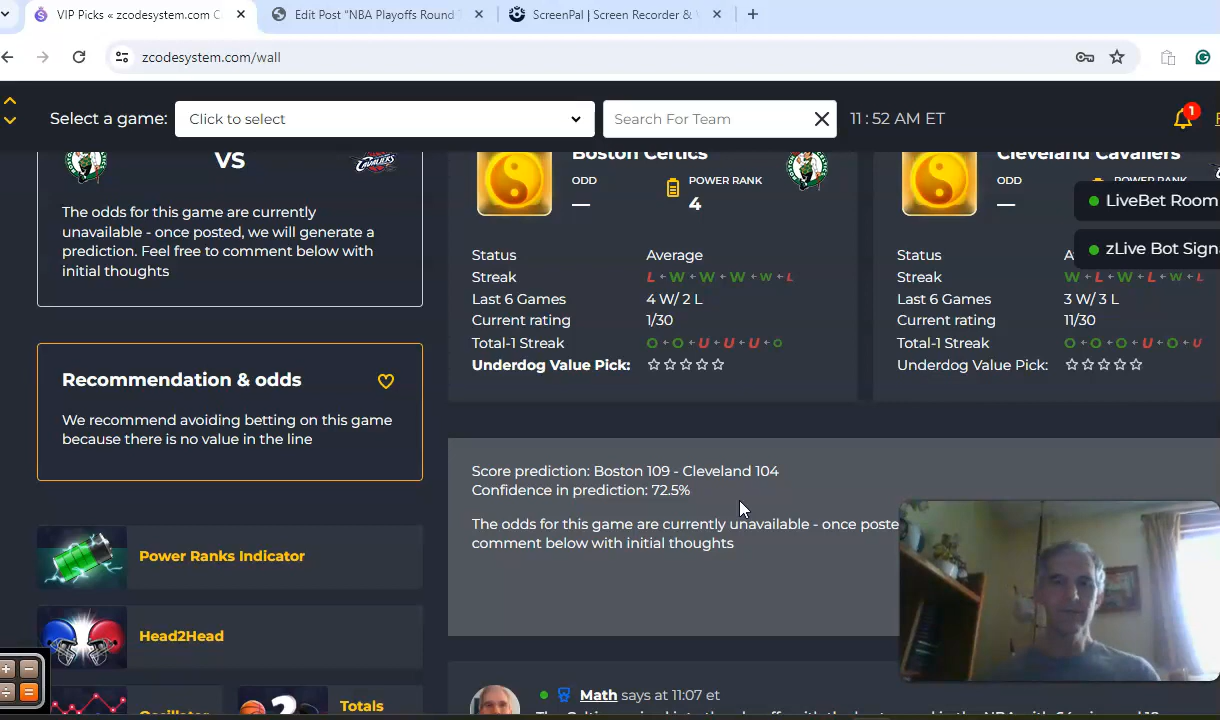 VIP Picks « zcodesystem.com C
Edit Post “NBA Playoffs Round
ScreenPal | Screen Recorder &
zcodesystem.com/wall
Select a game:
Click to select
Search For Team
11 : 52 AM ET
1
VS
The odds for this game are currently
unavailable - once posted, we will generate a
prediction. Feel free to comment below with
initial thoughts
Recommendation & odds
We recommend avoiding betting on this game
because there is no value in the line
Power Ranks Indicator
Head2Head
Oscillator
Totals
Boston Celtics
ODD
—
POWER RANK
4
Status Average
Streak L W W W W L
Last 6 Games 4 W/ 2 L
Current rating 1/30
Total-1 Streak O O U U U O
Underdog Value Pick:
Cleveland Cavaliers
ODD
—
POWER RANK
LiveBet Room
zLive Bot Sign
Status A
Streak W L W L W L
Last 6 Games 3 W/ 3 L
Current rating 11/30
Total-1 Streak O O O U O U
Underdog Value Pick:
Score prediction: Boston 109 - Cleveland 104
Confidence in prediction: 72.5%
The odds for this game are currently unavailable - once poste
comment below with initial thoughts
Math says at 11:07 et